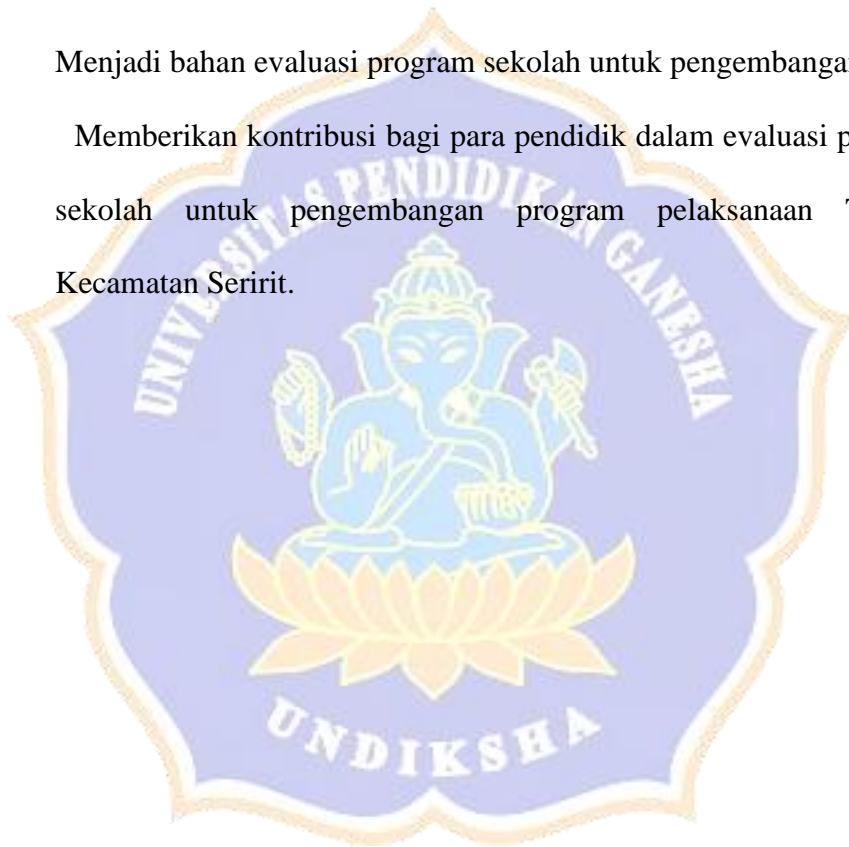 Menjadi bahan evaluasi program sekolah untuk pengembangan
Memberikan kontribusi bagi para pendidik dalam evaluasi p
sekolah untuk pengembangan program pelaksanaan T
Kecamatan Seririt.
UNIVERSITAS PENDIDIKAN GANESHA
UNDIKSHA